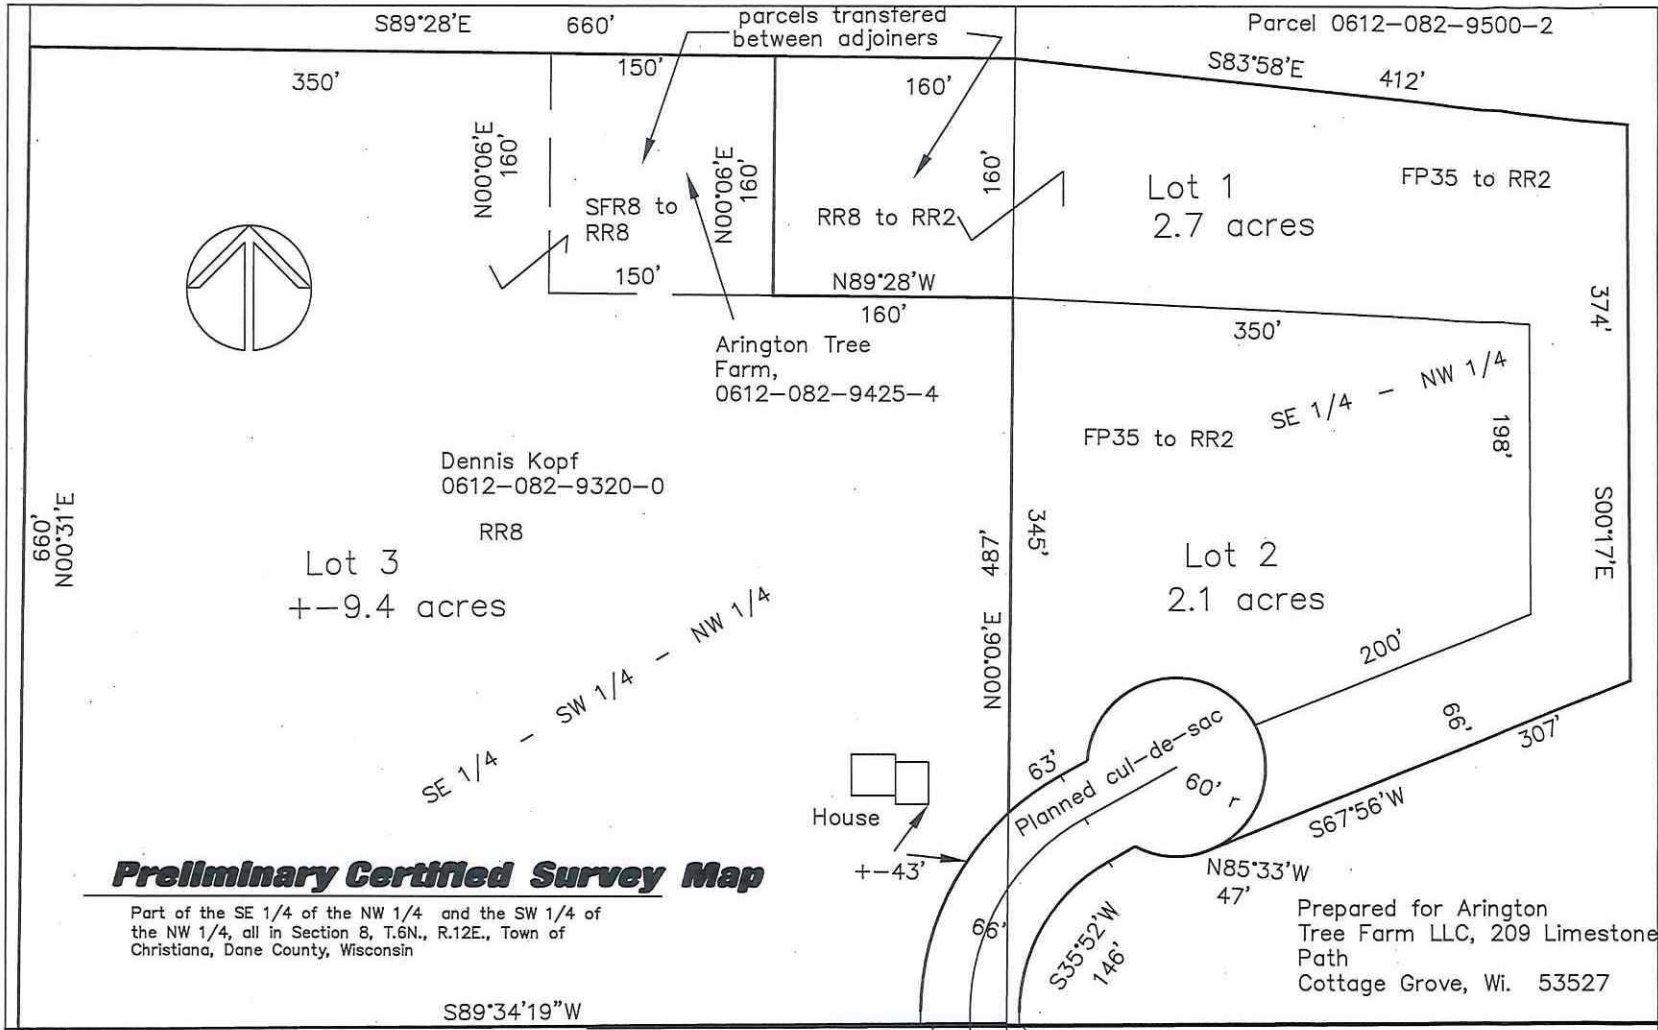 S89°28'E 660'
parcels transfered
between adjoiners
Parcel 0612-082-9500-2
350'
150'
160'
S83°58'E 412'
N00°06'E
160'
SFR8 to
RR8
N00°06'E
160'
RR8 to RR2
160'
Lot 1
2.7 acres
FP35 to RR2
150'
N89°28'W
160'
350'
374'
Arington Tree
Farm,
0612-082-9425-4
SE 1/4 - NW 1/4
FP35 to RR2
198'
Dennis Kopf
0612-082-9320-0
RR8
660'
N00°31'E
Lot 3
+-9.4 acres
487'
N00°06'E
345'
Lot 2
2.1 acres
S00°17'E
SE 1/4 - SW 1/4 - NW 1/4
200'
66'
307'
S67°56'W
63'
Planned cul-de-sac
60' r
House
+-43'
66'
N85°33'W
47'
S35°52'W
146'
Preliminary Certified Survey Map
Part of the SE 1/4 of the NW 1/4 and the SW 1/4 of
the NW 1/4, all in Section 8, T.6N., R.12E., Town of
Christiana, Dane County, Wisconsin
Prepared for Arington
Tree Farm LLC, 209 Limestone
Path
Cottage Grove, Wi. 53527
S89°34'19"W